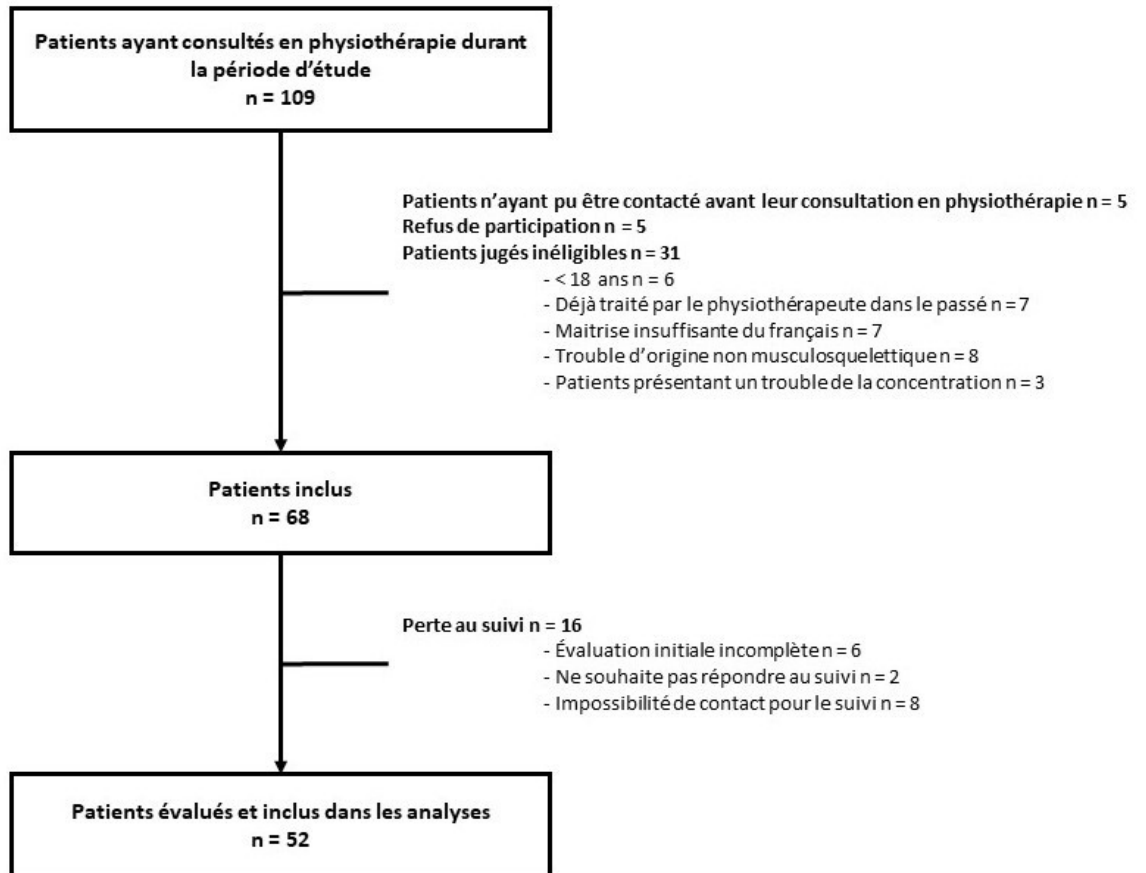 Patients ayant consultés en physiothérapie durant
la période d'étude
n = 109
Patients n'ayant pu être contacté avant leur consultation en physiothérapie n = 5
Refus de participation n = 5
Patients jugés inéligibles n = 31
- < 18 ans n = 6
- Déjà traité par le physiothérapeute dans le passé n = 7
- Maitrise insuffisante du français n = 7
- Trouble d'origine non musculosquelettique n = 8
- Patients présentant un trouble de la concentration n = 3
Patients inclus
n = 68
Perte au suivi n = 16
- Évaluation initiale incomplète n = 6
- Ne souhaite pas répondre au suivi n = 2
- Impossibilité de contact pour le suivi n = 8
Patients évalués et inclus dans les analyses
n = 52